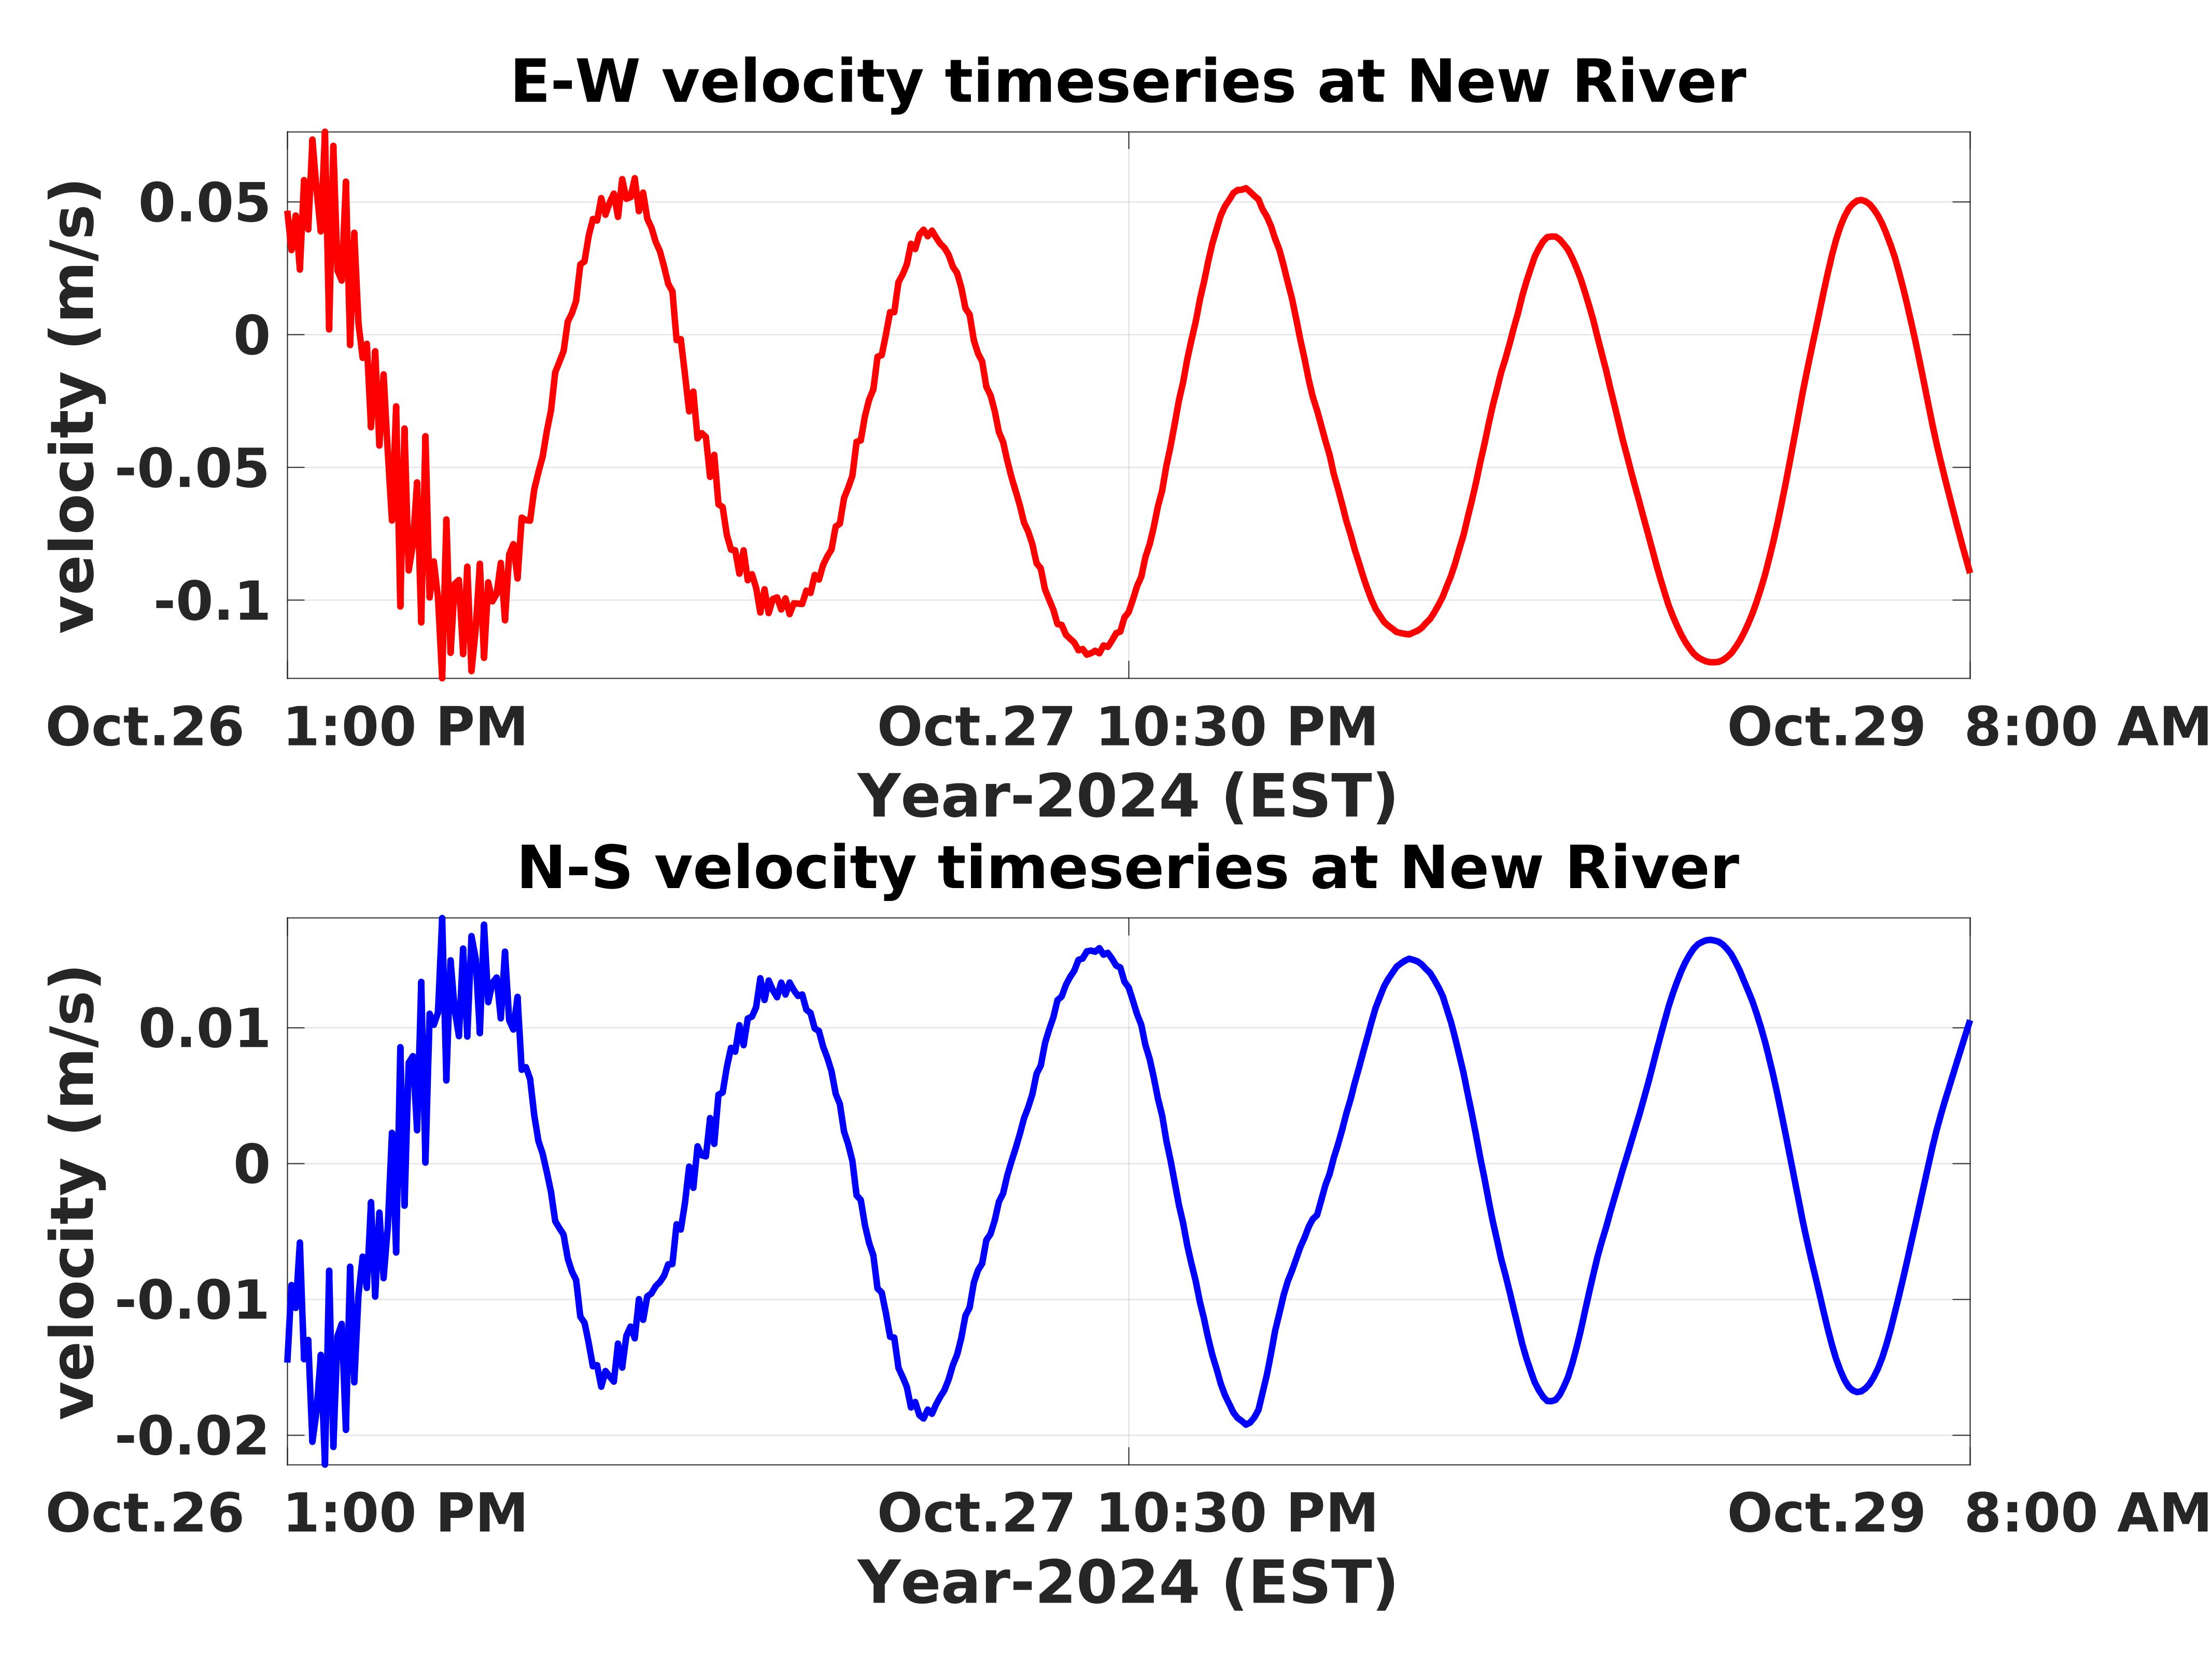 E-W velocity timeseries at New River
velocity (m/s)
0.05
0
-0.05
-0.1
Oct.26  1:00 PM
Oct.27 10:30 PM
Oct.29  8:00 AM
Year-2024 (EST)
N-S velocity timeseries at New River
velocity (m/s)
0.01
0
-0.01
-0.02
Oct.26  1:00 PM
Oct.27 10:30 PM
Oct.29  8:00 AM
Year-2024 (EST)